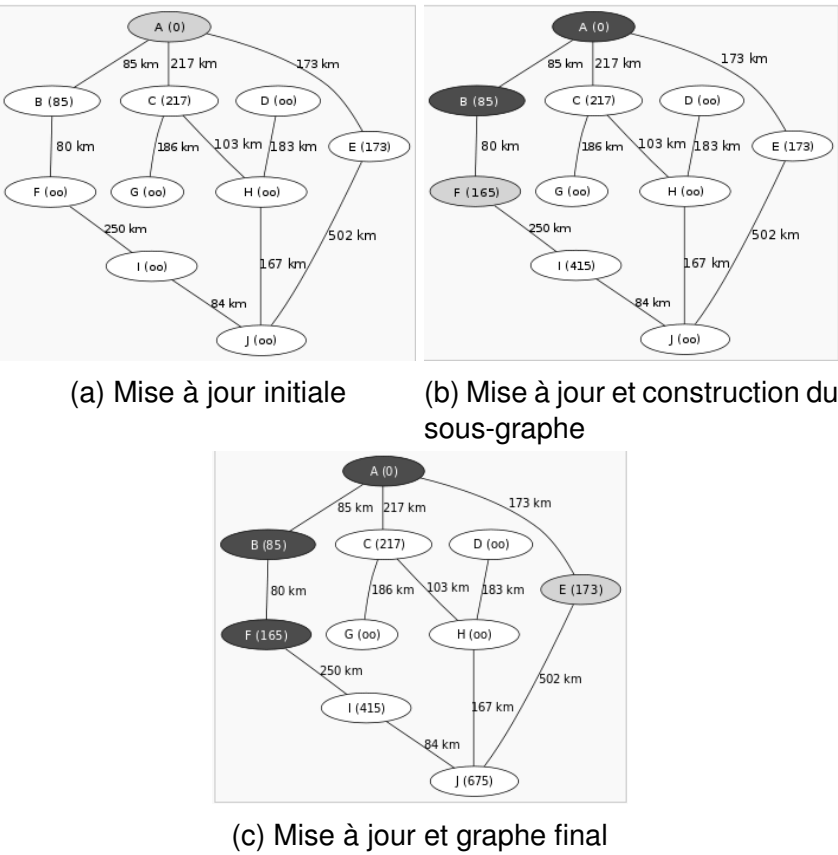 A (0)
85 km
217 km
173 km
B (85)
C (217)
D (oo)
80 km
186 km
103 km
183 km
E (173)
F (oo)
G (oo)
H (oo)
250 km
502 km
I (oo)
167 km
84 km
J (oo)
(a) Mise à jour initiale
A (0)
85 km
217 km
173 km
B (85)
C (217)
D (oo)
80 km
186 km
103 km
183 km
E (173)
F (165)
G (oo)
H (oo)
250 km
502 km
I (415)
167 km
84 km
J (oo)
(b) Mise à jour et construction du
sous-graphe
A (0)
85 km
217 km
173 km
B (85)
C (217)
D (oo)
80 km
186 km
103 km
183 km
E (173)
F (165)
G (oo)
H (oo)
250 km
502 km
I (415)
167 km
84 km
J (675)
(c) Mise à jour et graphe final